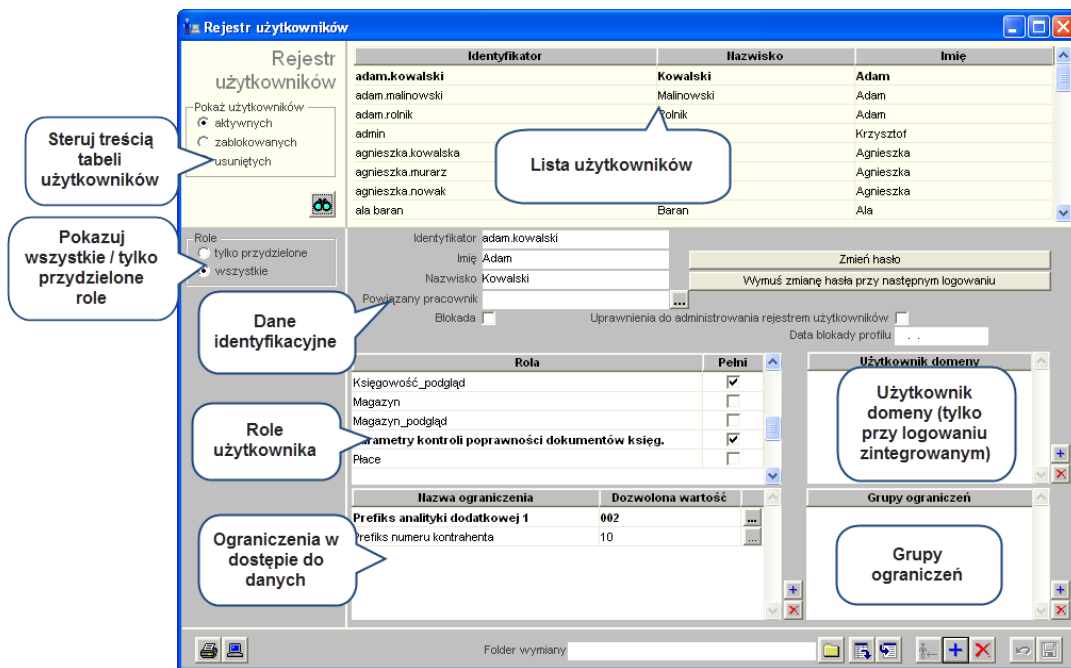 Rejestr użytkowników
Rejestr
użytkowników
Pokaż użytkowników
aktywnych
zablokowanych
usuniętych
Steruj treścią
tabeli
użytkowników
Identyfikator Nazwisko Imię
adam.kowalski Kowalski Adam
adam.malinowski Malinowski Adam
adam.rolnik Rolnik Adam
admin Krzysztof
agnieszka.kowalska Agnieszka
agnieszka.murarz Agnieszka
agnieszka.nowak Agnieszka
ala baran Baran Ala
Lista użytkowników
Pokazuj
wszystkie / tylko
przydzielone
role
Role
tylko przydzielone
wszystkie
Identyfikator adam.kowalski
Imię Adam
Nazwisko Kowalski
Powiązany pracownik ...
Blokada
Zmień hasło
Wymuś zmianę hasła przy następnym logowaniu
Uprawnienia do administrowania rejestrem użytkowników
Data blokady profilu . .
Dane
identyfikacyjne
Rola Pełni
Księgowość_podgląd
Magazyn
Magazyn_podgląd
Parametry kontroli poprawności dokumentów księg.
Płace
Role
użytkownika
Użytkownik domeny
Użytkownik
domeny (tylko
przy logowaniu
zintegrowanym)
Nazwa ograniczenia Dozwolona wartość
Prefiks analityki dodatkowej 1 002 ...
Prefiks numeru kontrahenta 10 ...
Ograniczenia w
dostępie do
danych
Grupy ograniczeń
Grupy
ograniczeń
Folder wymiany